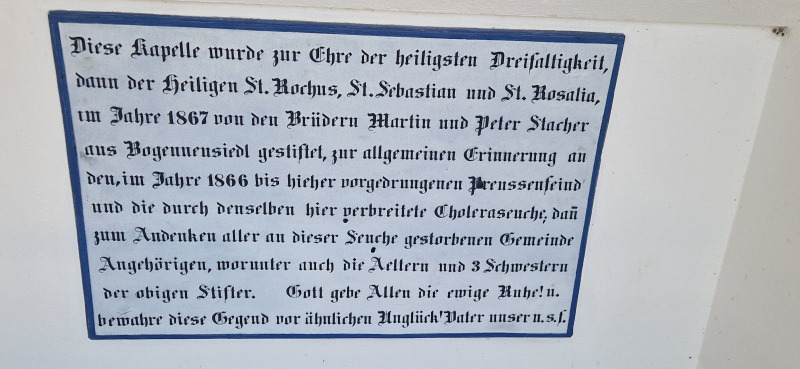 Diese Kapelle wurde zur Ehre der heiligsten Dreifaltigkeit,
dann der Heiligen St. Rochus, St. Sebastian und St. Rosalia,
im Jahre 1867 von den Brüdern Martin und Peter Stacher
aus Bogenneusiedl gestiftet, zur allgemeinen Erinnerung an
den, im Jahre 1866 bis hieher vorgedrungenen Preussenfeind
und die durch denselben hier verbreitete Choleraseuche, dan̄
zum Andenken aller an dieser Seuche gestorbenen Gemeinde
Angehörigen, worunter auch die Aeltern und 3 Schwestern
der obigen Stifter. Gott gebe Allen die ewige Ruhe! u.
bewahre diese Gegend vor ähnlichen Unglück! Vater unser u.s.f.